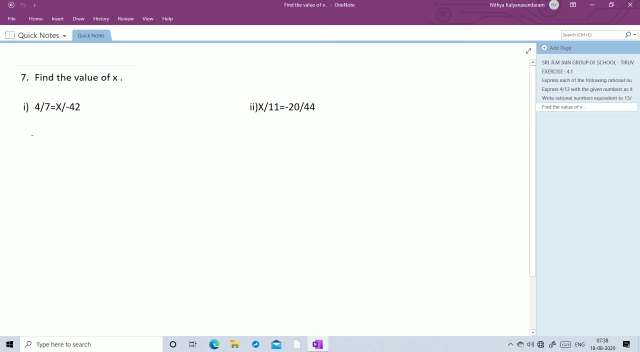 Find the value of x . - OneNote
Nithya Kalyanasundaram
File Home Insert Draw History Review View Help
Quick Notes
Quick Notes
Search (Ctrl+E)
Add Page
SRI JLM JAIN GROUP OF SCHOOL - TIRUV
EXERCISE : 4.1
Express each of the following rational nu
Express 4/13 with the given numbers as it
Write rational numbers equivalent to 13/
Find the value of x .
7. Find the value of x .
i) 4/7=X/-42
ii)X/11=-20/44
Type here to search
ENG
07:58
18-08-2020